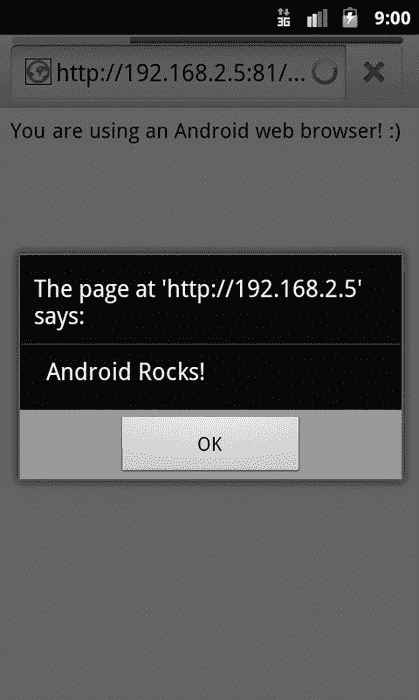 3G 9:00
http://192.168.2.5:81/...
You are using an Android web browser! :)
The page at 'http://192.168.2.5'
says:
Android Rocks!
OK